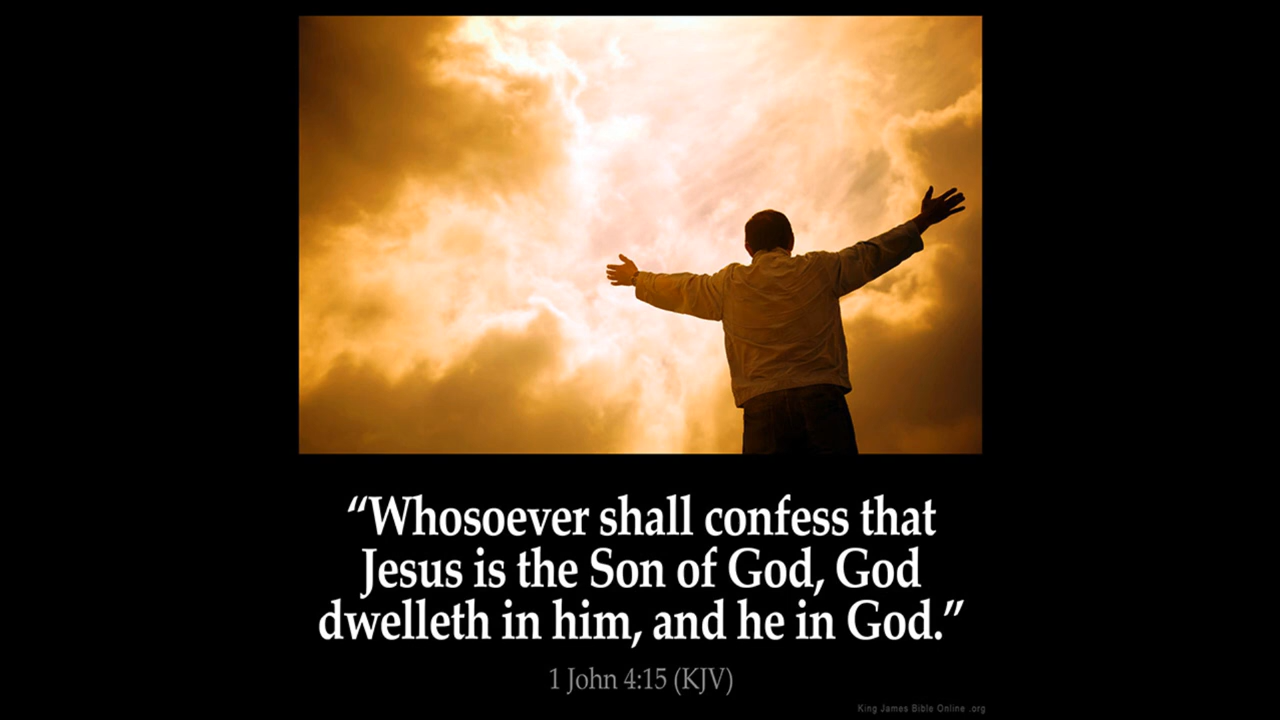 “Whosoever shall confess that
Jesus is the Son of God, God
dwelleth in him, and he in God.”
1 John 4:15 (KJV)
King James Bible Online .org